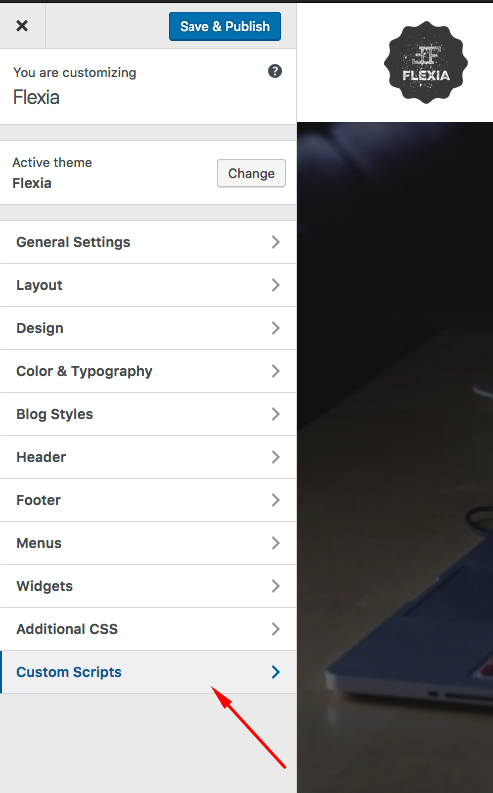 Save & Publish
You are customizing
Flexia
Active theme
Flexia
Change
General Settings
Layout
Design
Color & Typography
Blog Styles
Header
Footer
Menus
Widgets
Additional CSS
Custom Scripts
FLEXIA